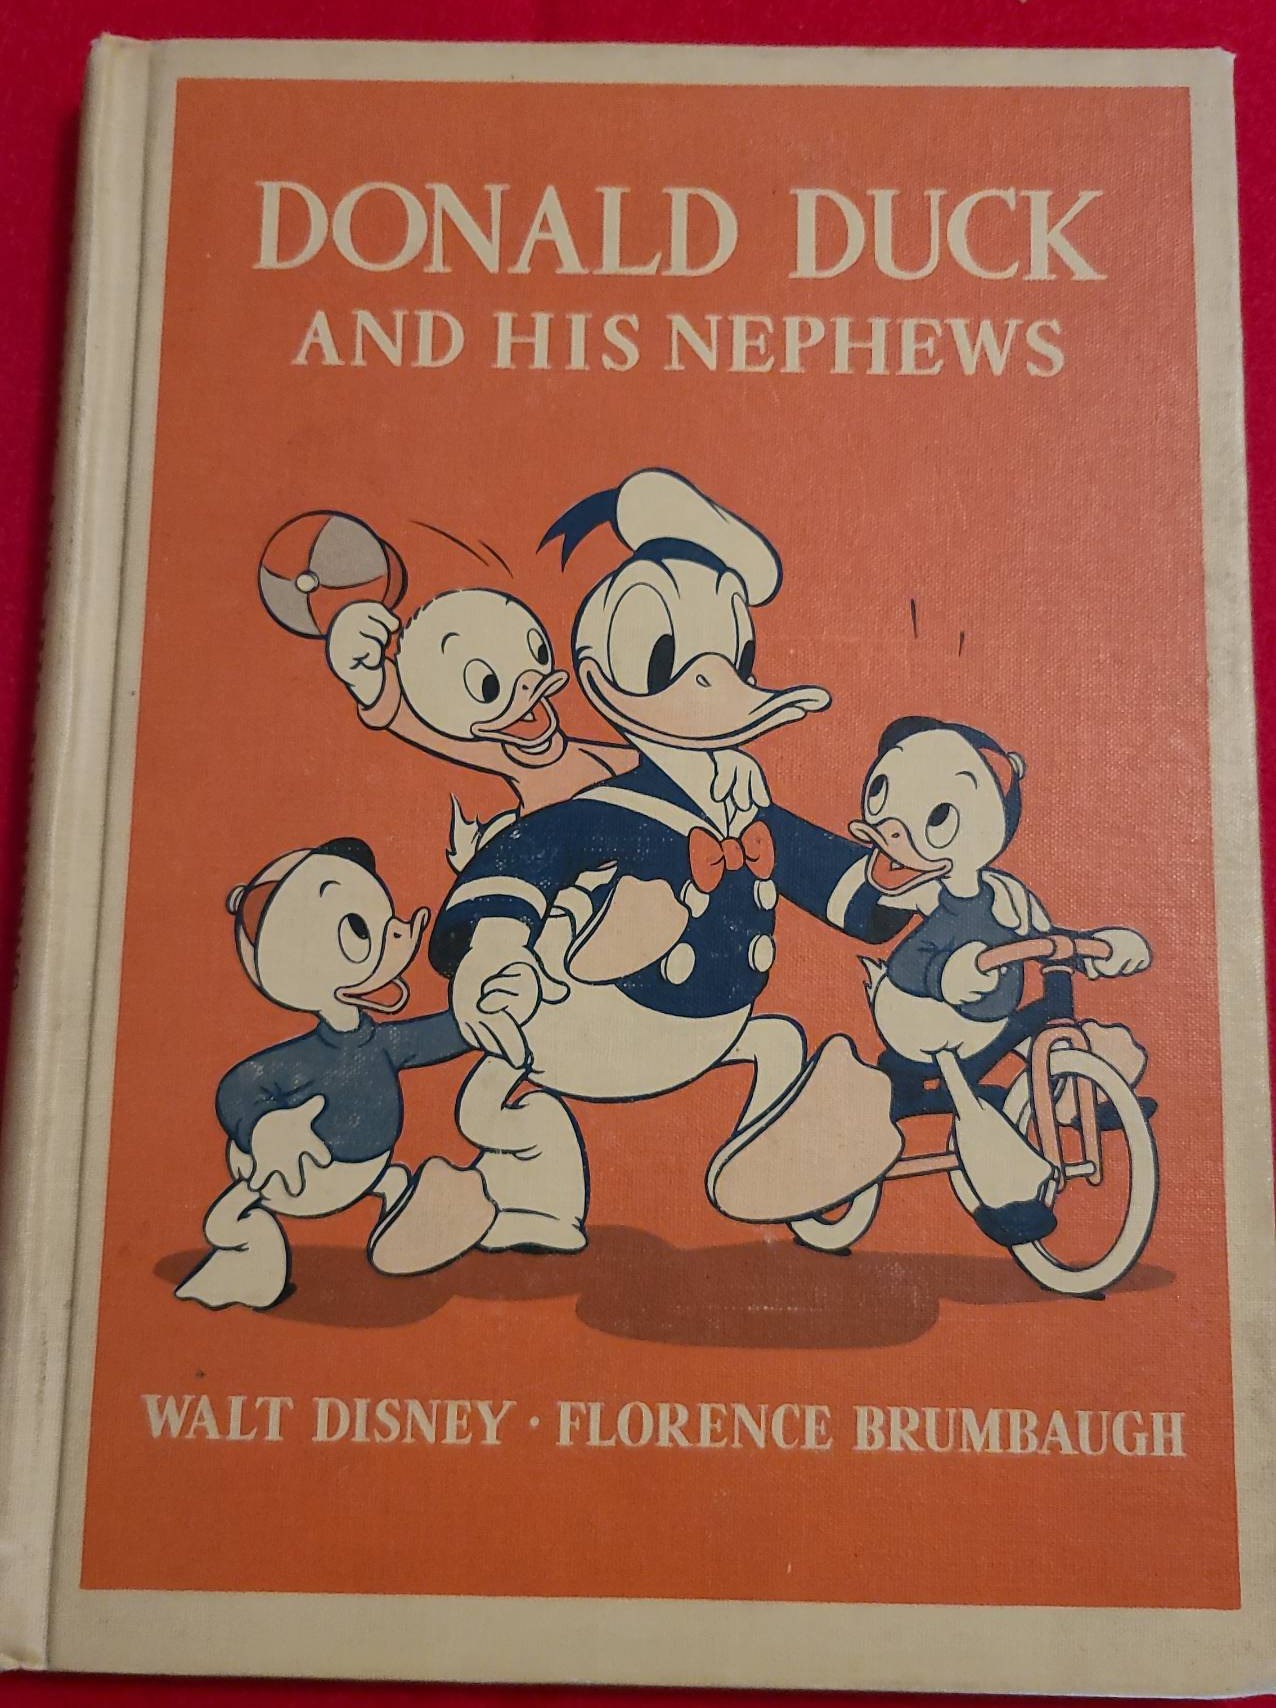 DONALD DUCK
AND HIS NEPHEWS
WALT DISNEY · FLORENCE BRUMBAUGH